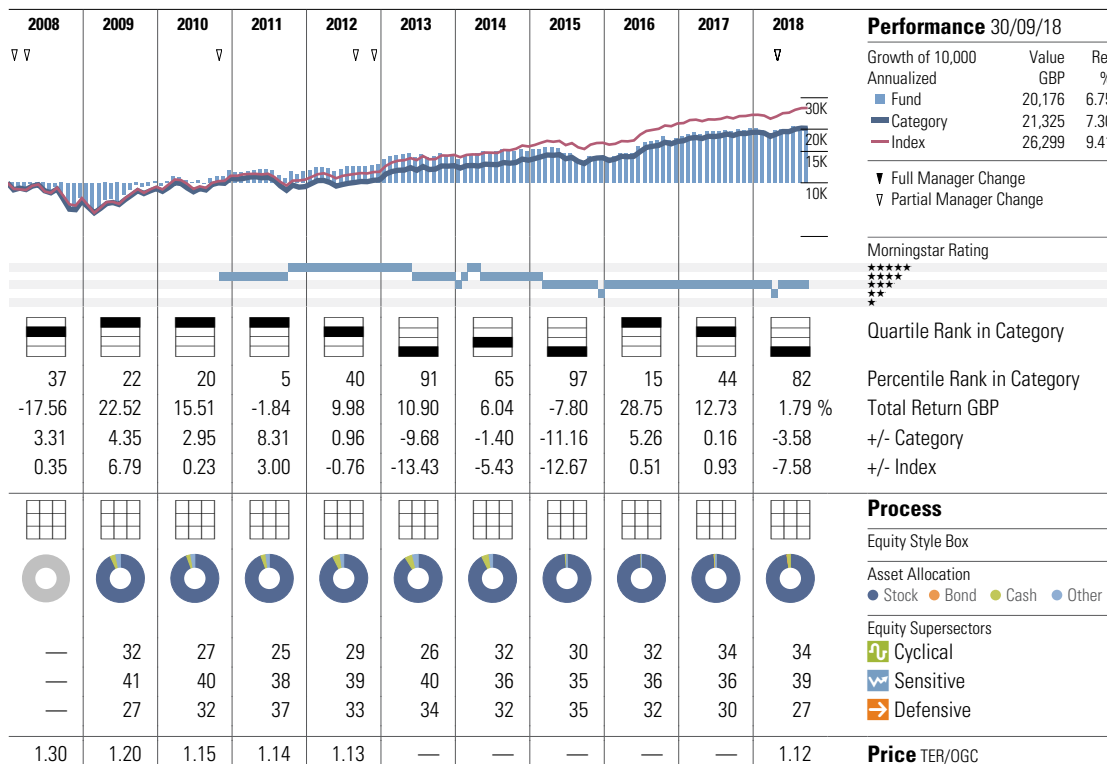 2008 2009 2010 2011 2012 2013 2014 2015 2016 2017 2018 Performance 30/09/18
Growth of 10,000 Value
Annualized GBP
Fund 20,176
Category 21,325
Index 26,299
30K
20K
15K
10K
▼ Full Manager Change
▽ Partial Manager Change
Morningstar Rating
★★★★★
★★★★
★★★
★★
★
Quartile Rank in Category
37 22 20 5 40 91 65 97 15 44 82 Percentile Rank in Category
-17.56 22.52 15.51 -1.84 9.98 10.90 6.04 -7.80 28.75 12.73 1.79 % Total Return GBP
3.31 4.35 2.95 8.31 0.96 -9.68 -1.40 -11.16 5.26 0.16 -3.58 +/- Category
0.35 6.79 0.23 3.00 -0.76 -13.43 -5.43 -12.67 0.51 0.93 -7.58 +/- Index
Process
Equity Style Box
Asset Allocation
Stock Bond Cash Other
Equity Supersectors
— 32 27 25 29 26 32 30 32 34 34 Cyclical
— 41 40 38 39 40 36 35 36 36 39 Sensitive
— 27 32 37 33 34 32 35 32 30 27 Defensive
1.30 1.20 1.15 1.14 1.13 — — — — — 1.12 Price TER/OGC